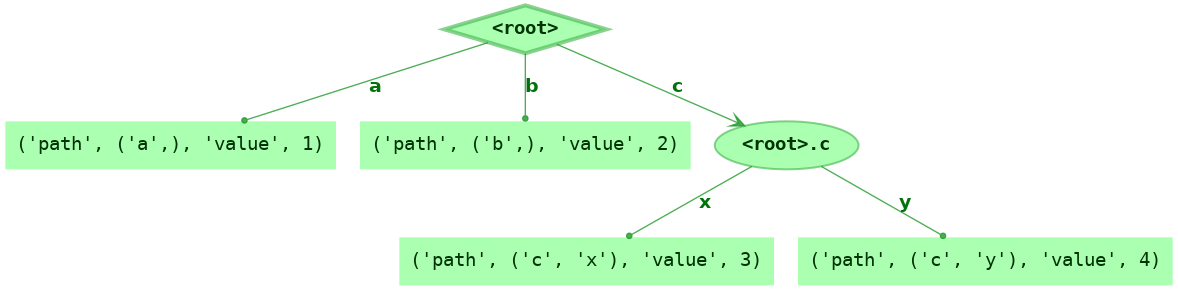 <root>
a
b
c
('path', ('a',), 'value', 1)
('path', ('b',), 'value', 2)
<root>.c
x
y
('path', ('c', 'x'), 'value', 3)
('path', ('c', 'y'), 'value', 4)